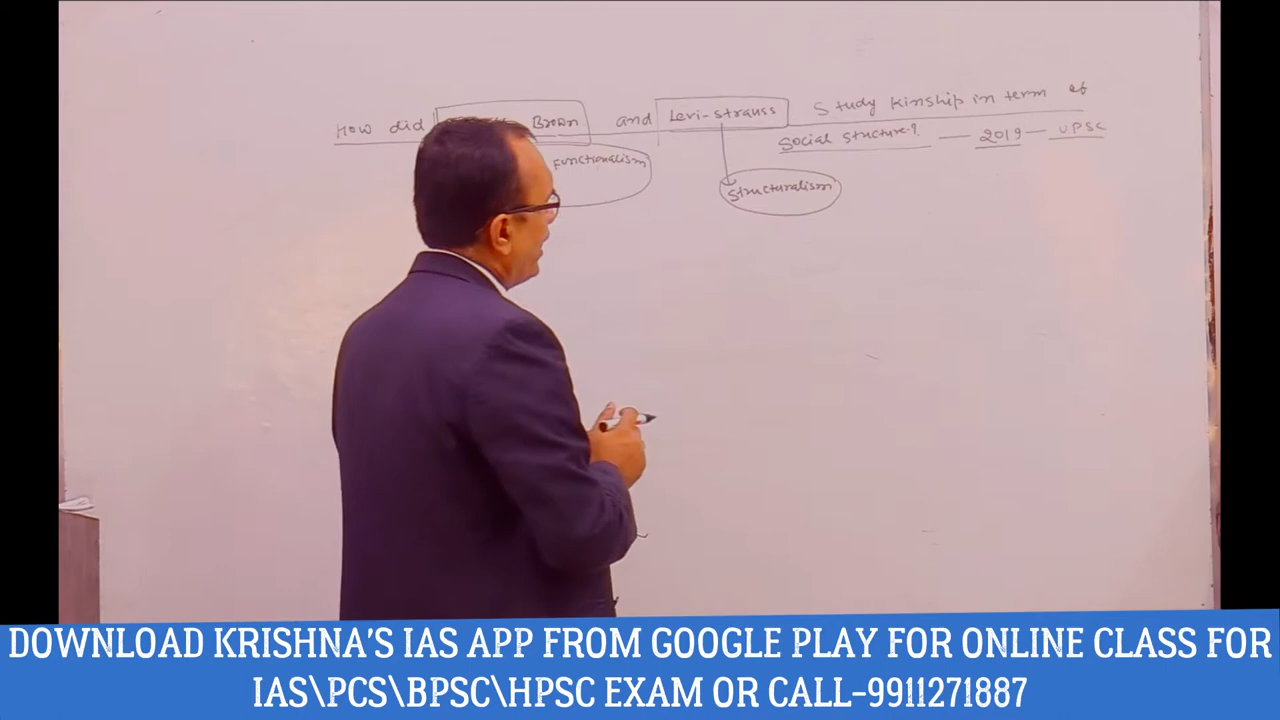 How did Brown and Levi-strauss Study kinship in term of
Social structure? — 2019 — UPSC
Functionalism
Structuralism
DOWNLOAD KRISHNA'S IAS APP FROM GOOGLE PLAY FOR ONLINE CLASS FOR
IAS\PCS\BPSC\HPSC EXAM OR CALL-9911271887